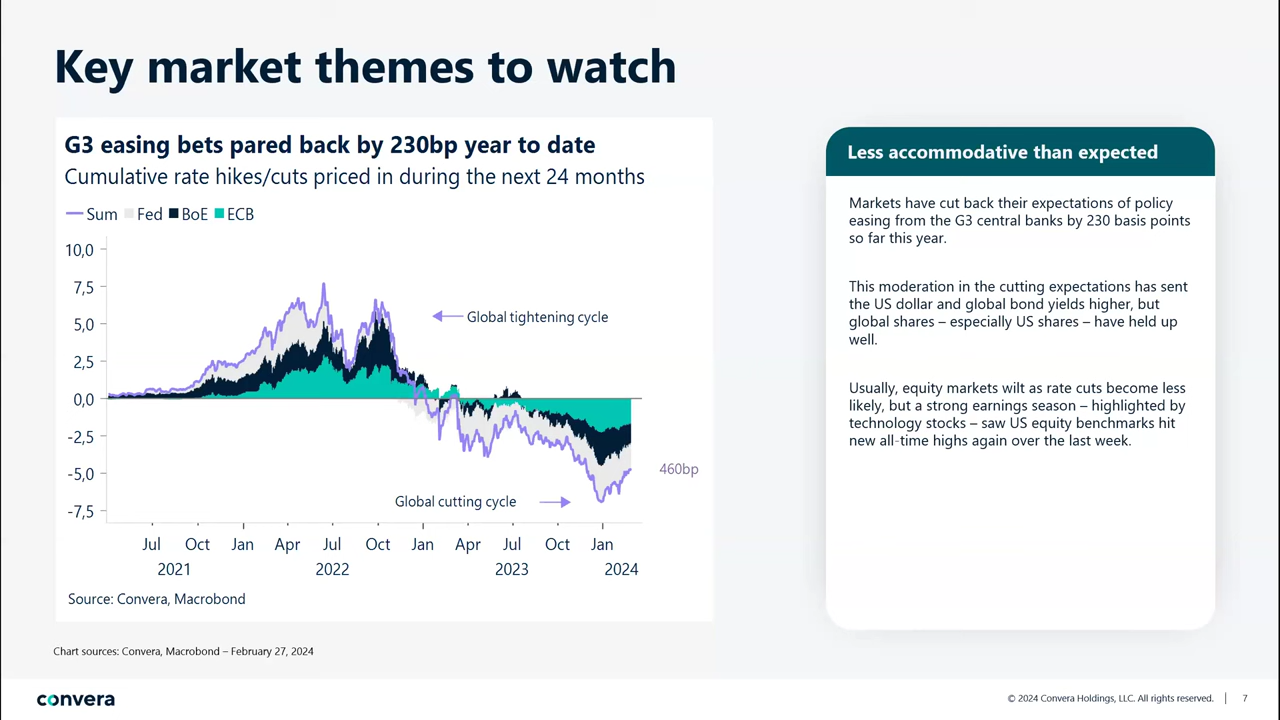 Key market themes to watch
G3 easing bets pared back by 230bp year to date
Cumulative rate hikes/cuts priced in during the next 24 months
Sum Fed BoE ECB
10,0
7,5
5,0
2,5
0,0
-2,5
-5,0
-7,5
Global tightening cycle
460bp
Global cutting cycle
Jul Oct Jan Apr Jul Oct Jan Apr Jul Oct Jan
2021 2022 2023 2024
Source: Convera, Macrobond
Less accommodative than expected
Markets have cut back their expectations of policy
easing from the G3 central banks by 230 basis points
so far this year.
This moderation in the cutting expectations has sent
the US dollar and global bond yields higher, but
global shares – especially US shares – have held up
well.
Usually, equity markets wilt as rate cuts become less
likely, but a strong earnings season – highlighted by
technology stocks – saw US equity benchmarks hit
new all-time highs again over the last week.
Chart sources: Convera, Macrobond – February 27, 2024
convera
© 2024 Convera Holdings, LLC. All rights reserved. | 7